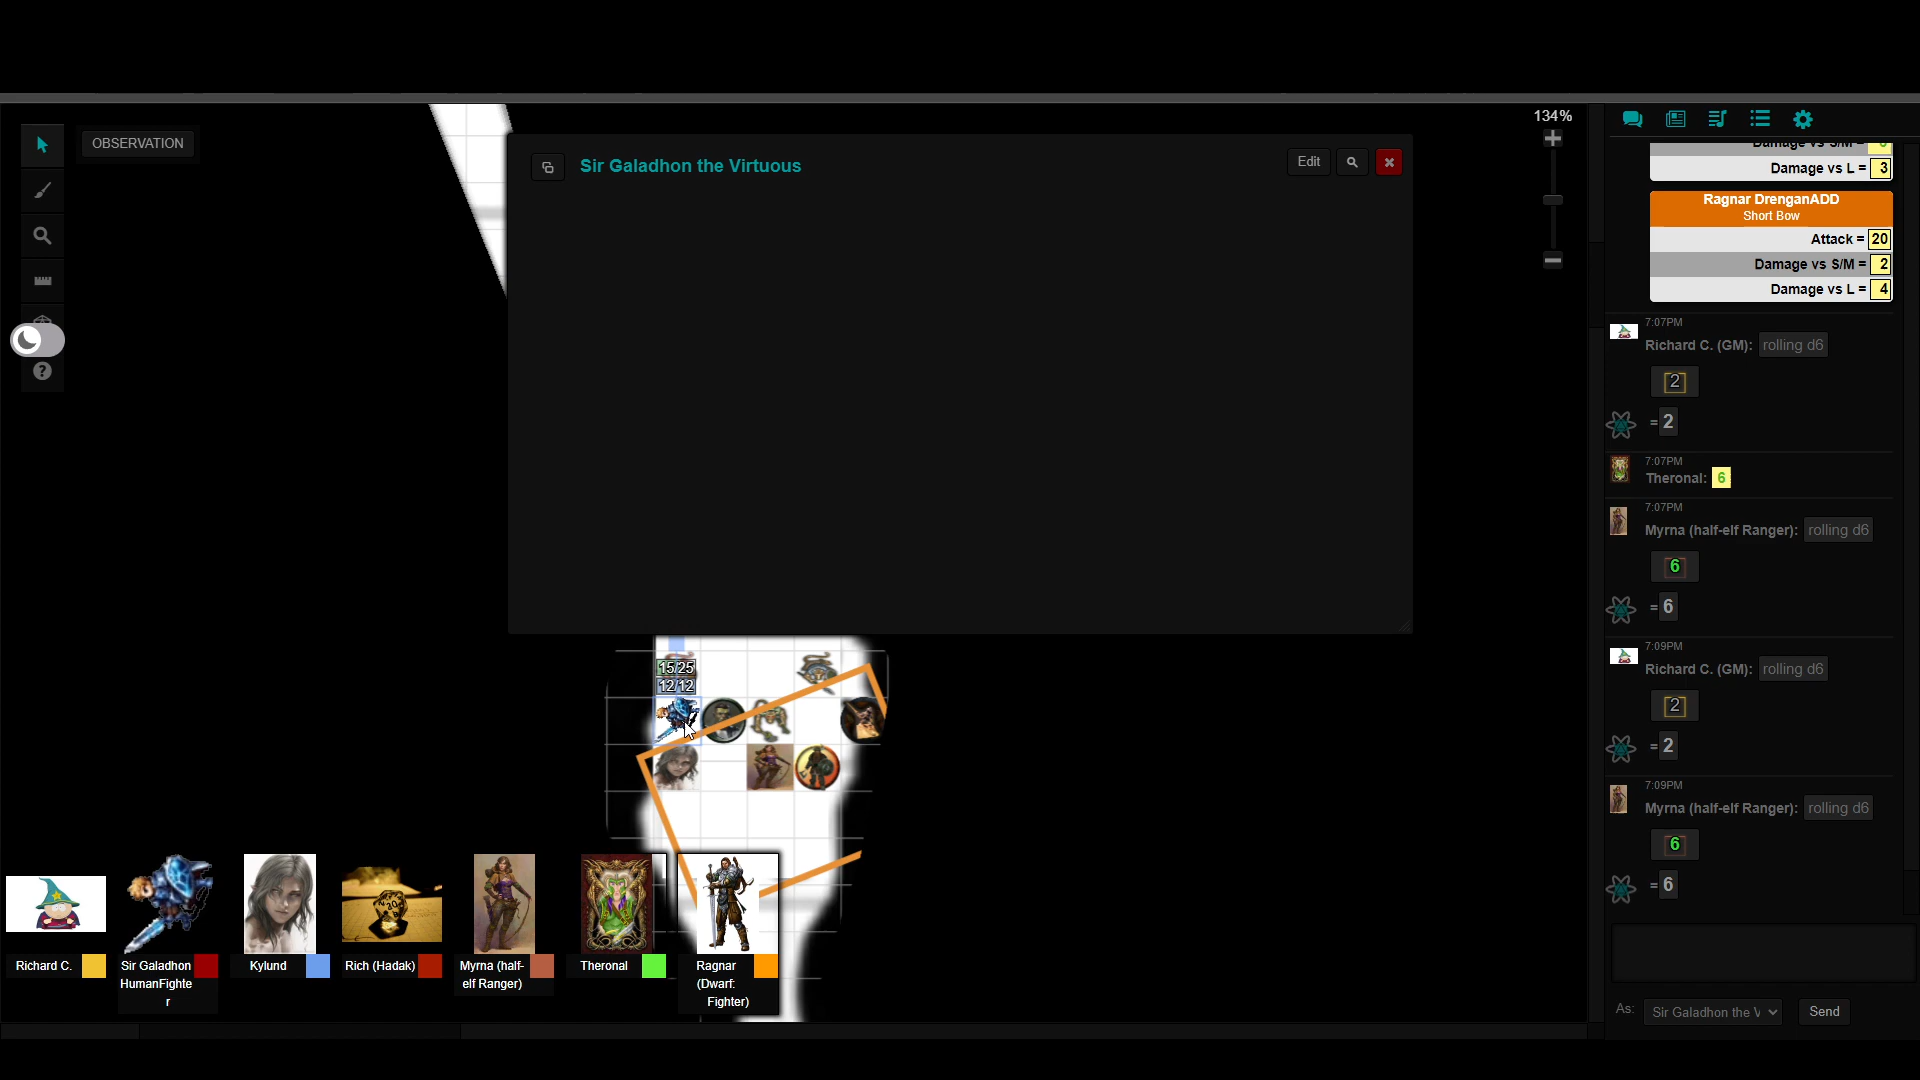 134%
OBSERVATION
Sir Galadhon the Virtuous
Edit
Damage vs S/M =
Damage vs L = 3
Ragnar DrenganADD
Short Bow
Attack = 20
Damage vs S/M = 2
Damage vs L = 4
7:07PM
Richard C. (GM): rolling d6
2
=2
7:07PM
Theronal: 6
7:07PM
Myrna (half-elf Ranger): rolling d6
6
=6
7:09PM
Richard C. (GM): rolling d6
2
=2
7:09PM
Myrna (half-elf Ranger): rolling d6
6
=6
15/25
12/12
Richard C.
Sir Galadhon
HumanFighte
r
Kylund
Rich (Hadak)
Myrna (half-
elf Ranger)
Theronal
Ragnar
(Dwarf:
Fighter)
As: Sir Galadhon the V
Send